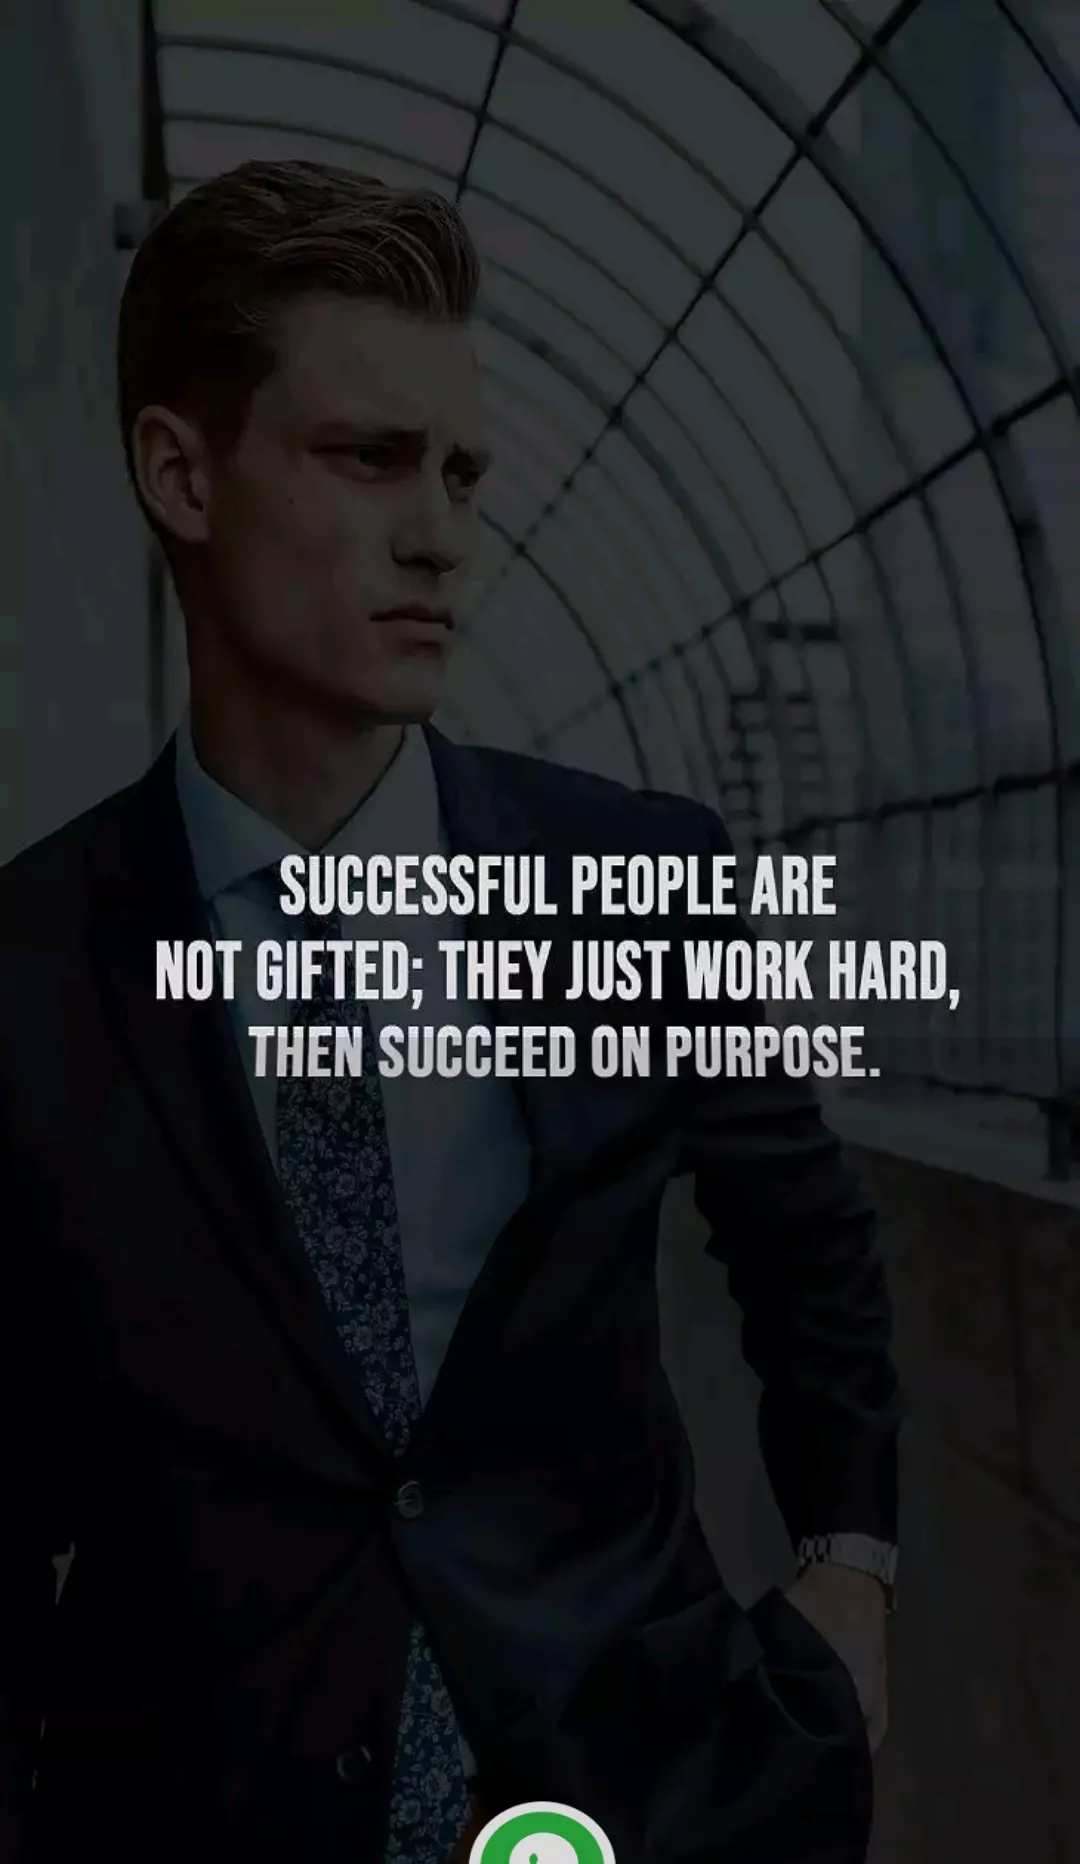 SUCCESSFUL PEOPLE ARE
NOT GIFTED; THEY JUST WORK HARD,
THEN SUCCEED ON PURPOSE.